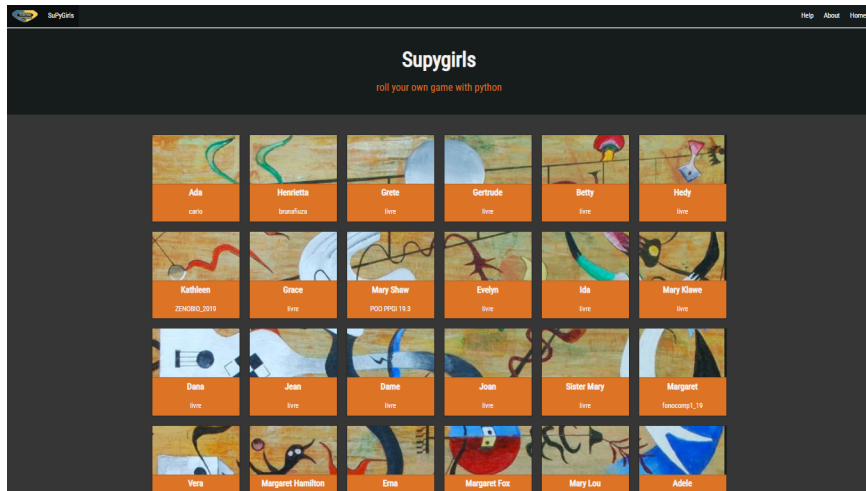 SuPyGirls
Help About Home
Supygirls
roll your own game with python
Ada
cario
Henrietta
brunafiuza
Grete
livre
Gertrude
livre
Betty
livre
Hedy
livre
Kathleen
ZENOBIO_2019
Grace
livre
Mary Shaw
POO PPGI 19.3
Evelyn
livre
Ida
livre
Mary Klawe
livre
Dana
livre
Jean
livre
Dame
livre
Joan
livre
Sister Mary
livre
Margaret
fonocomp1_19
Vera
Margaret Hamilton
Erna
Margaret Fox
Mary Lou
Adele